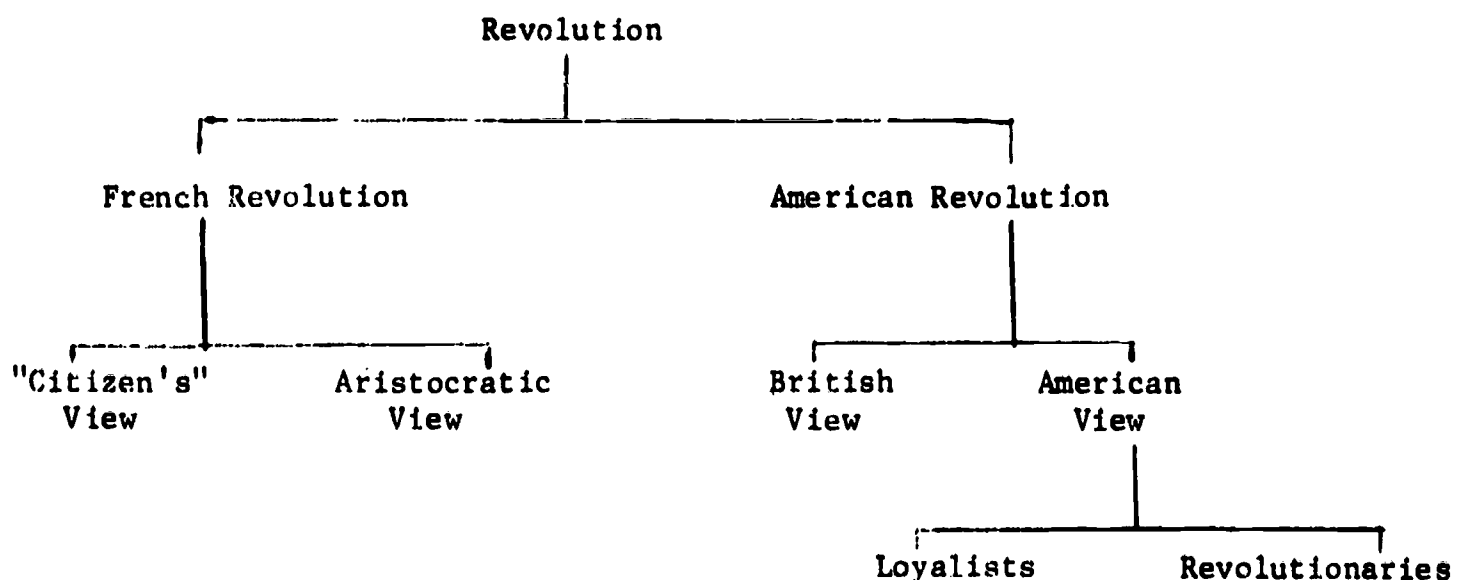 Revolution
French Revolution
American Revolution
"Citizen's"
View
Aristocratic
View
British
View
American
View
Loyalists
Revolutionaries